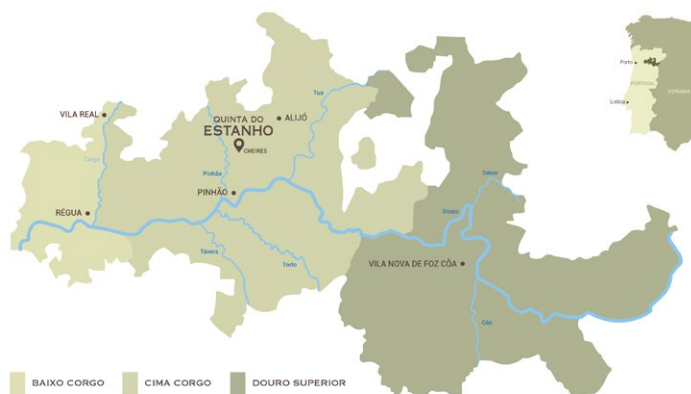 VILA REAL
Corgo
RÉGUA
QUINTA DO
ESTANHO
CHEIRES
ALIJÓ
Tua
Pinhão
PINHÃO
Távora
Torto
Douro
Sabor
VILA NOVA DE FOZ CÔA
Côa
Porto
PORTUGAL
ESPANHA
Lisboa
BAIXO CORGO
CIMA CORGO
DOURO SUPERIOR